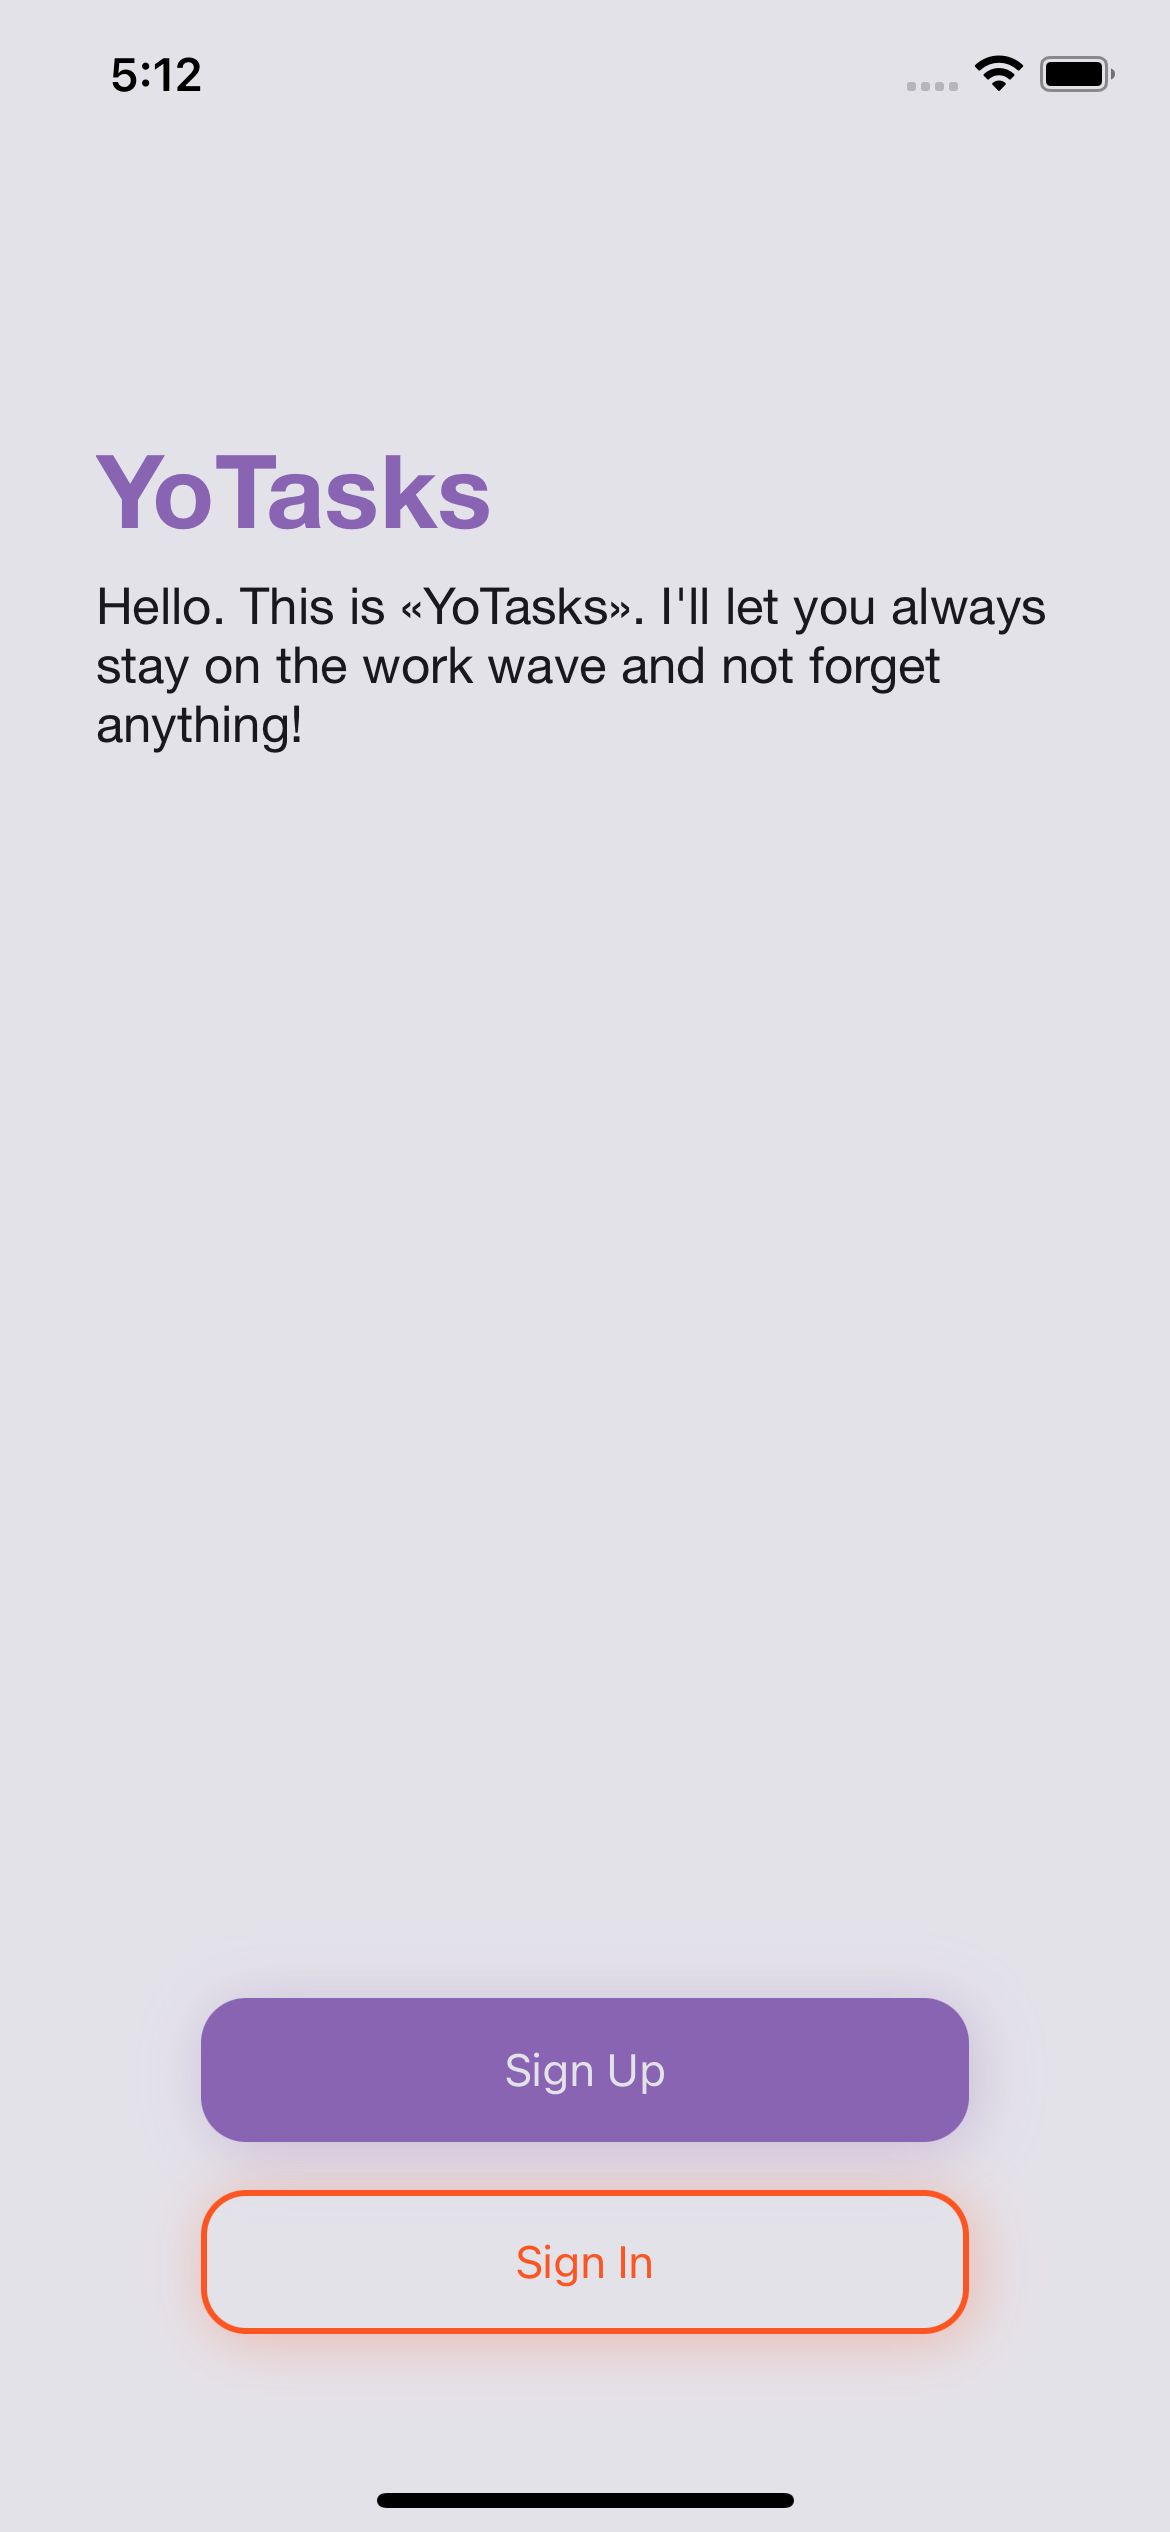 5:12
YoTasks
Hello. This is «YoTasks». I'll let you always
stay on the work wave and not forget
anything!
Sign Up
Sign In